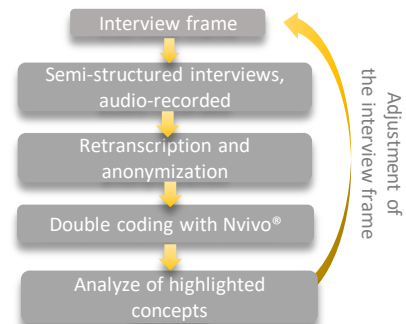 Interview frame
Semi-structured interviews,
audio-recorded
Retranscription and
anonymization
Double coding with Nvivo®
Analyze of highlighted
concepts
Adjustment of
the interview frame